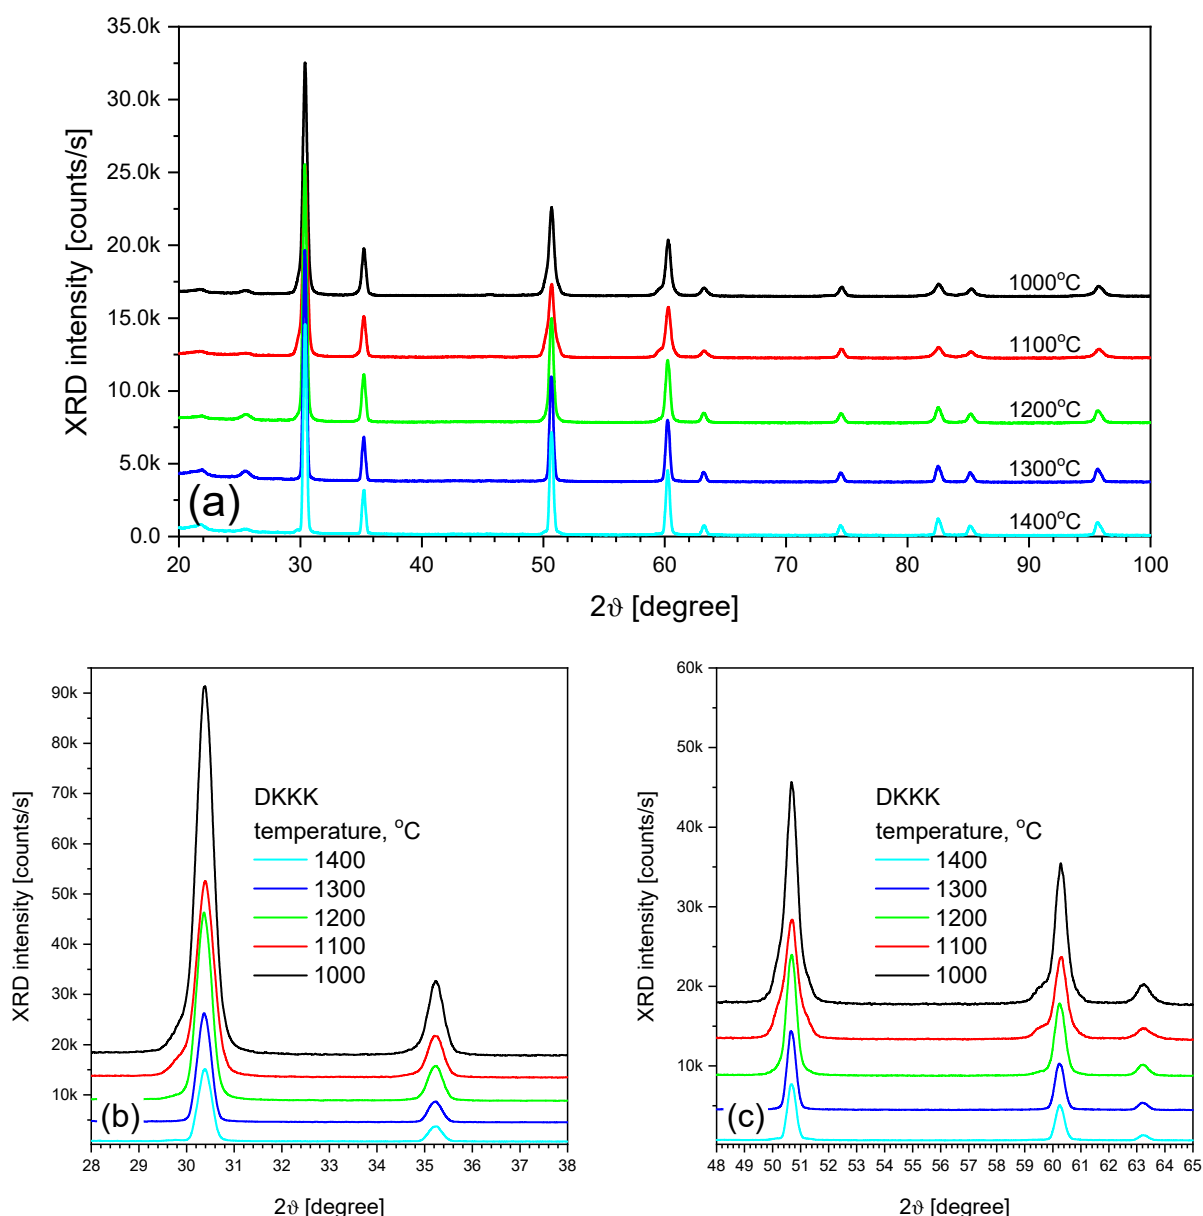 35.0k
30.0k
25.0k
20.0k
15.0k
10.0k
5.0k
0.0
XRD intensity [counts/s]
1000°C
1100°C
1200°C
1300°C
1400°C
(a)
20 30 40 50 60 70 80 90 100
2ϑ [degree]
90k
80k
70k
60k
50k
40k
30k
20k
10k
XRD intensity [counts/s]
DKKK
temperature, °C
1400
1300
1200
1100
1000
(b)
28 29 30 31 32 33 34 35 36 37 38
2ϑ [degree]
60k
50k
40k
30k
20k
10k
XRD intensity [counts/s]
DKKK
temperature, °C
1400
1300
1200
1100
1000
(c)
48 49 50 51 52 53 54 55 56 57 58 59 60 61 62 63 64 65
2ϑ [degree]